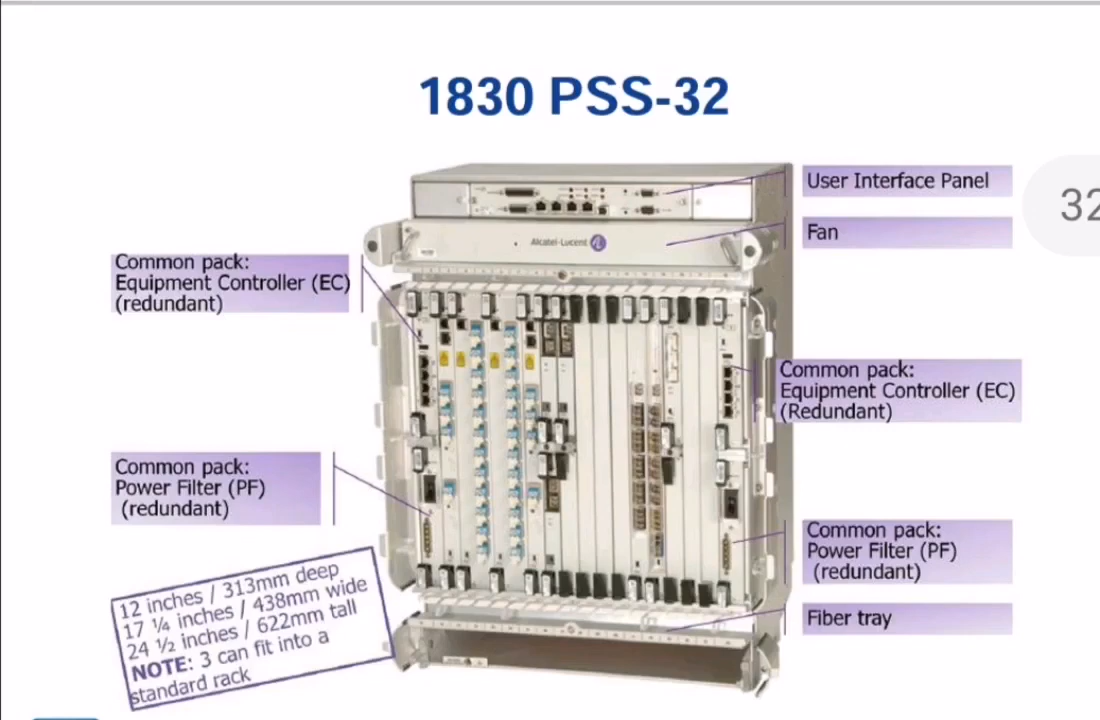 1830 PSS-32
User Interface Panel
32
Fan
Alcatel-Lucent
Common pack:
Equipment Controller (EC)
(redundant)
Common pack:
Equipment Controller (EC)
(Redundant)
Common pack:
Power Filter (PF)
(redundant)
Common pack:
Power Filter (PF)
(redundant)
12 inches / 313mm deep
17 ¼ inches / 438mm wide
24 ½ inches / 622mm tall
NOTE: 3 can fit into a
standard rack
Fiber tray